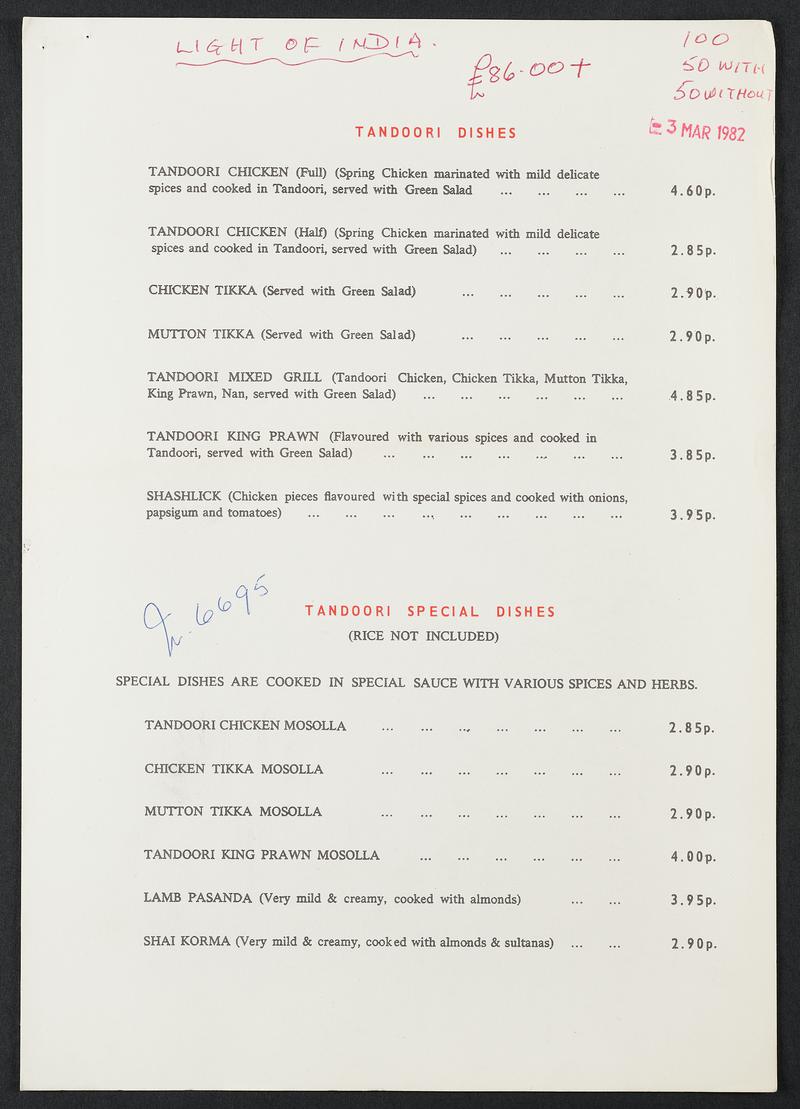 LIGHT OF INDIA.
£86.00+
100
50 WITH
50 WITHOUT
3 MAR 1982
TANDOORI DISHES
TANDOORI CHICKEN (Full) (Spring Chicken marinated with mild delicate
spices and cooked in Tandoori, served with Green Salad ... ... ... ... 4.60p.
TANDOORI CHICKEN (Half) (Spring Chicken marinated with mild delicate
spices and cooked in Tandoori, served with Green Salad) ... ... ... ... 2.85p.
CHICKEN TIKKA (Served with Green Salad) ... ... ... ... ... 2.90p.
MUTTON TIKKA (Served with Green Salad) ... ... ... ... ... 2.90p.
TANDOORI MIXED GRILL (Tandoori Chicken, Chicken Tikka, Mutton Tikka,
King Prawn, Nan, served with Green Salad) ... ... ... ... ... ... 4.85p.
TANDOORI KING PRAWN (Flavoured with various spices and cooked in
Tandoori, served with Green Salad) ... ... ... ... ... ... ... 3.85p.
SHASHLICK (Chicken pieces flavoured with special spices and cooked with onions,
papsigum and tomatoes) ... ... ... ... ... ... ... ... ... 3.95p.
6695
TANDOORI SPECIAL DISHES
(RICE NOT INCLUDED)
SPECIAL DISHES ARE COOKED IN SPECIAL SAUCE WITH VARIOUS SPICES AND HERBS.
TANDOORI CHICKEN MOSOLLA ... ... ... ... ... ... ... 2.85p.
CHICKEN TIKKA MOSOLLA ... ... ... ... ... ... ... 2.90p.
MUTTON TIKKA MOSOLLA ... ... ... ... ... ... ... 2.90p.
TANDOORI KING PRAWN MOSOLLA ... ... ... ... ... ... 4.00p.
LAMB PASANDA (Very mild & creamy, cooked with almonds) ... ... 3.95p.
SHAI KORMA (Very mild & creamy, cooked with almonds & sultanas) ... ... 2.90p.